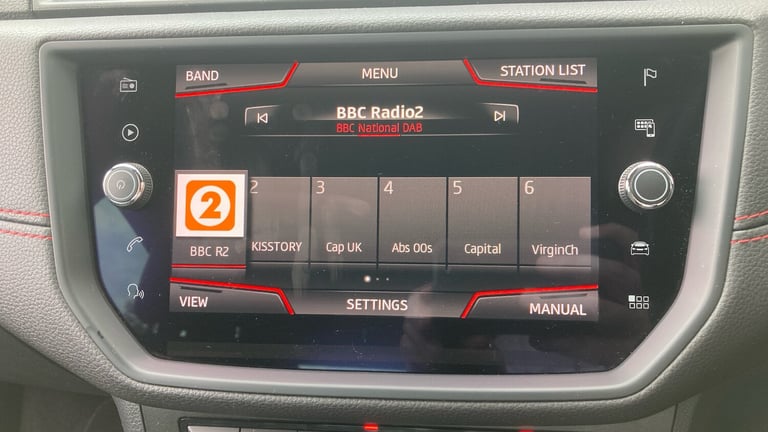 BAND
MENU
STATION LIST
BBC Radio2
BBC National DAB
2
2
3
4
5
6
BBC R2
KISSTORY
Cap UK
Abs 00s
Capital
VirginCh
VIEW
SETTINGS
MANUAL